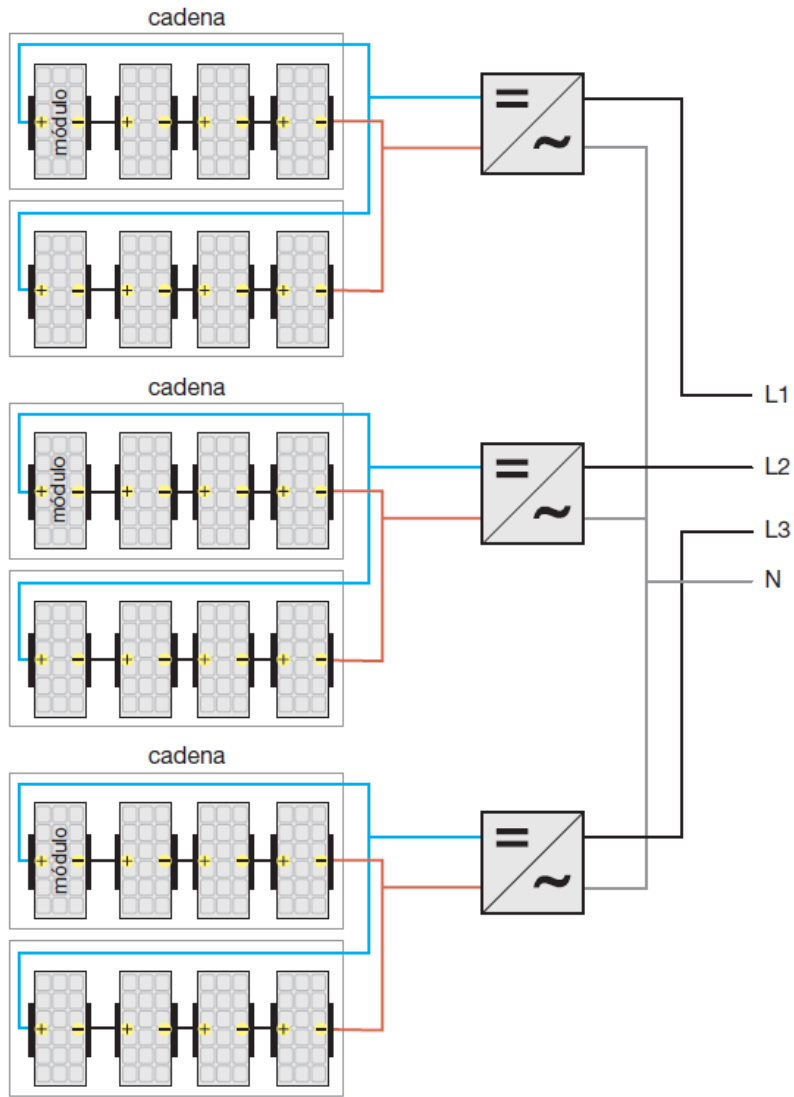 cadena
módulo
+ − + − + − + −
+ − + − + − + −
= ~
L1
cadena
módulo
+ − + − + − + −
+ − + − + − + −
= ~
L2
L3
N
cadena
módulo
+ − + − + − + −
+ − + − + − + −
= ~